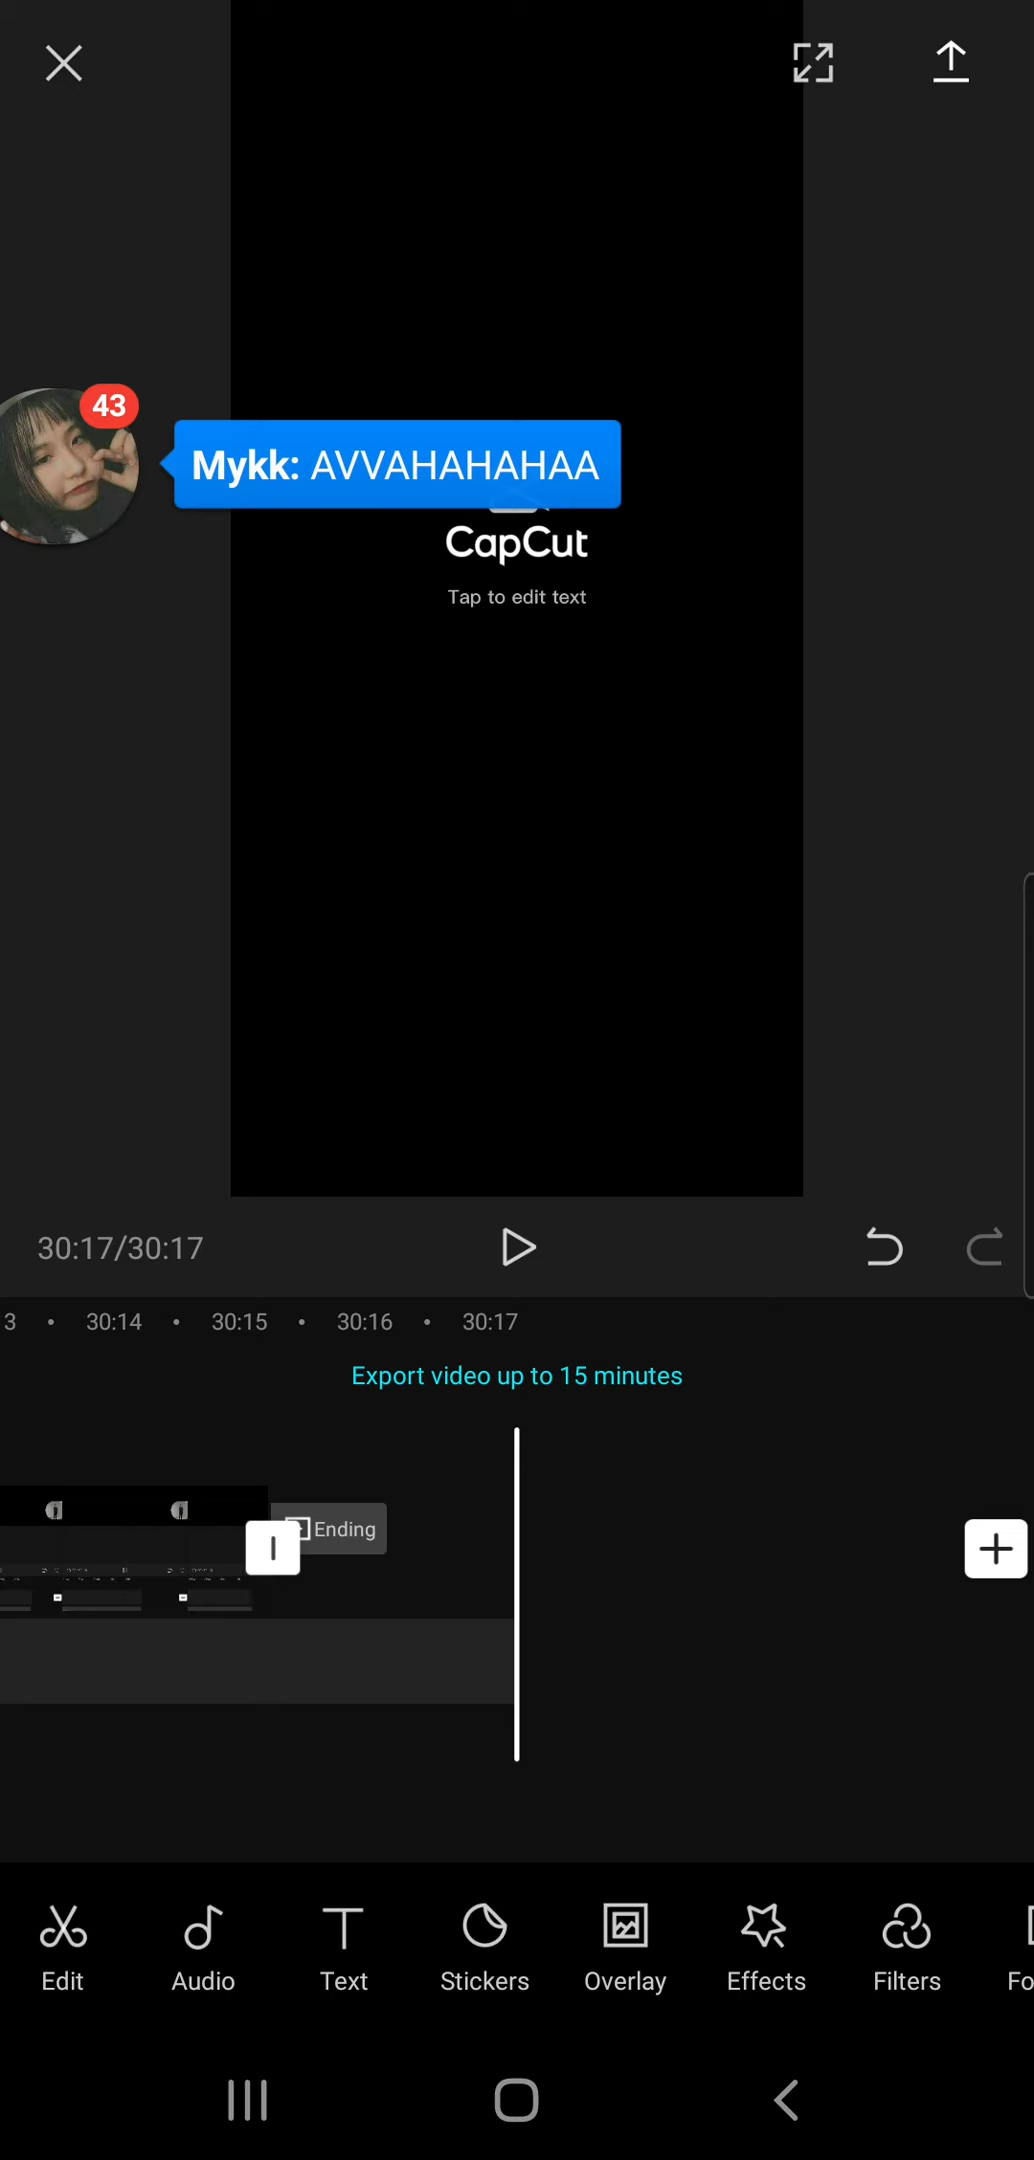 43
Mykk: AVVAHAHAHAA
CapCut
Tap to edit text
30:17/30:17
3 • 30:14 • 30:15 • 30:16 • 30:17
Export video up to 15 minutes
Ending
Edit
Audio
Text
Stickers
Overlay
Effects
Filters
Fo